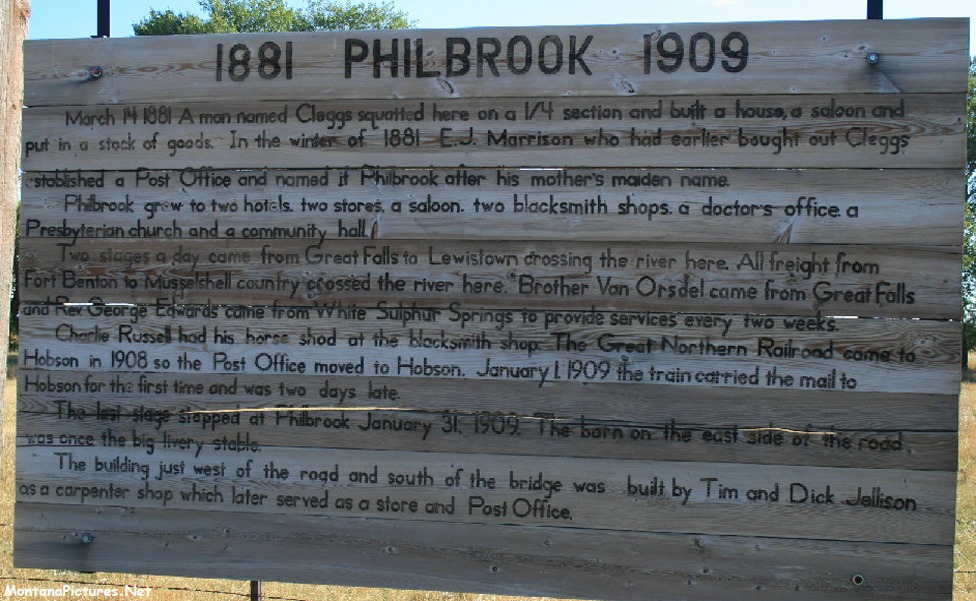 1881 PHILBROOK 1909
March 14 1881 A man named Cleggs squatted here on a 1/4 section and built a house, a saloon and
put in a stock of goods. In the winter of 1881 E.J. Morrison who had earlier bought out Cleggs
established a Post Office and named it Philbrook after his mother's maiden name.
Philbrook grew to two hotels. two stores. a saloon. two blacksmith shops. a doctor's office. a
Presbyterian church and a community hall.
Two stages a day came from Great Falls to Lewistown crossing the river here. All freight from
Fort Benton to Musselshell country crossed the river here. Brother Van Orsdel came from Great Falls
and Rev. George Edwards came from White Sulphur Springs to provide services every two weeks.
Charlie Russell had his horse shod at the blacksmith shop. The Great Northern Railroad came to
Hobson in 1908 so the Post Office moved to Hobson. January 1. 1909 the train carried the mail to
Hobson for the first time and was two days late.
The last stage stopped at Philbrook January 31. 1909. The barn on the east side of the road
was once the big livery stable.
The building just west of the road and south of the bridge was built by Tim and Dick Jellison
as a carpenter shop which later served as a store and Post Office.
MontanaPictures.Net